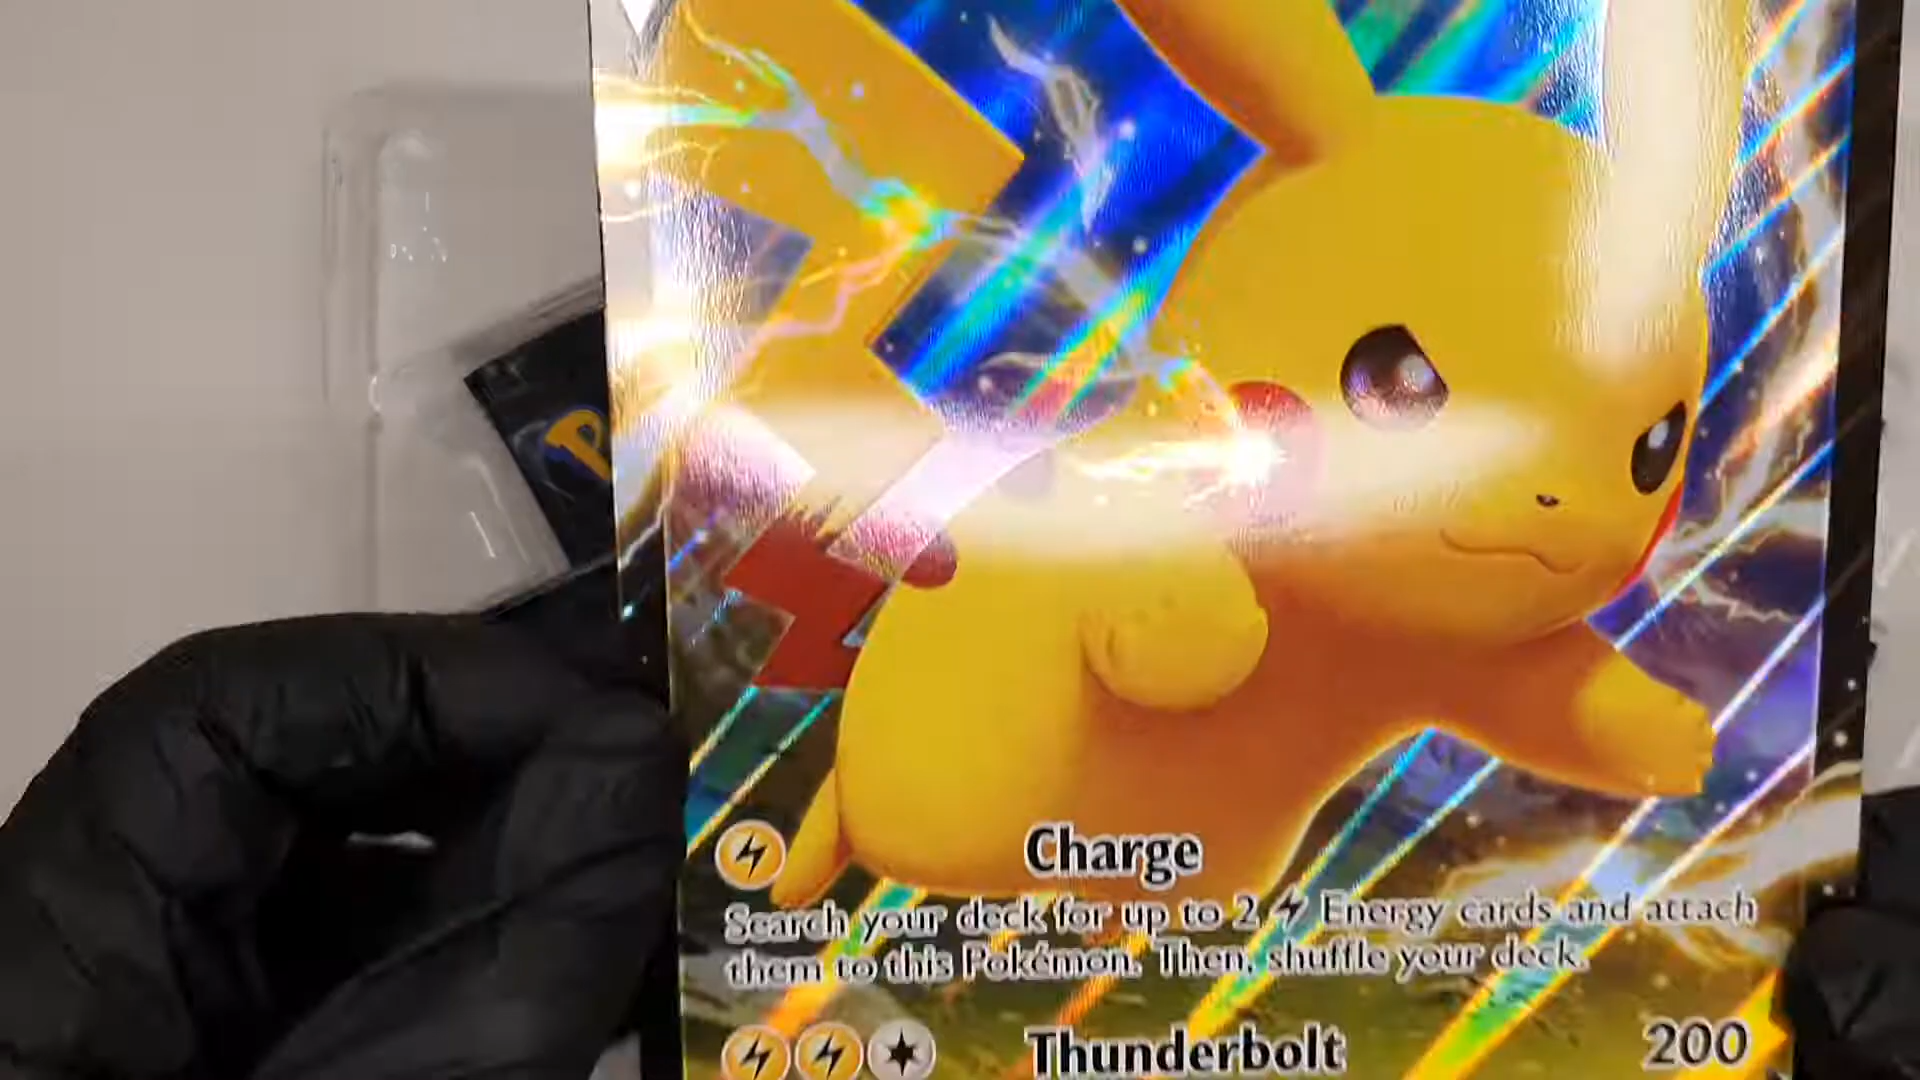 Charge
Search your deck for up to 2 Energy cards and attach
them to this Pokémon. Then, shuffle your deck.
Thunderbolt 200